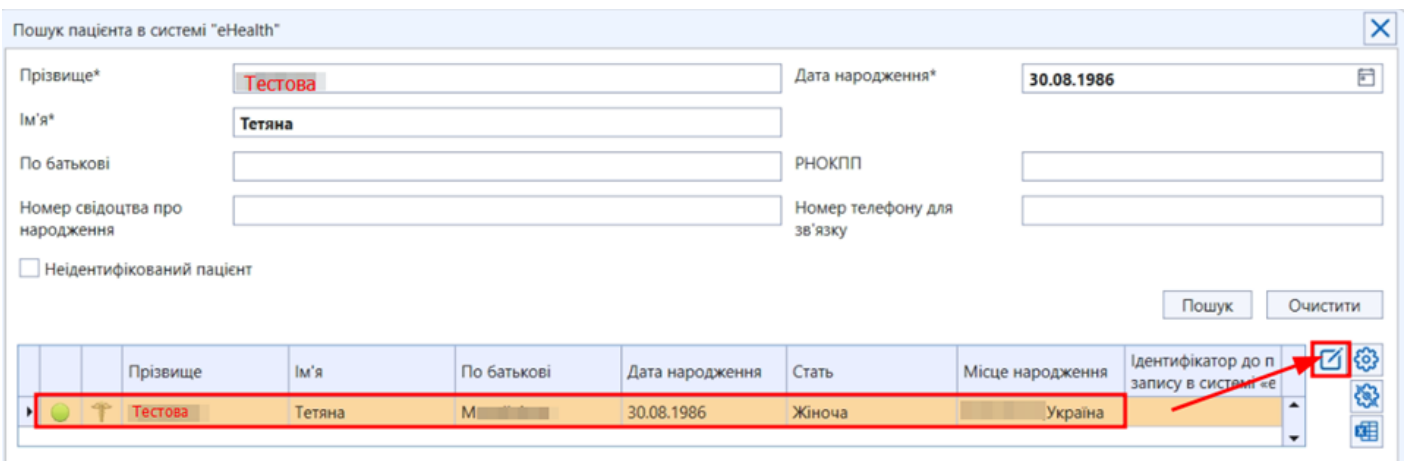 Пошук пацієнта в системі "eHealth"
Прізвище*
Тестова
Дата народження*
30.08.1986
Ім'я*
Тетяна
По батькові
РНОКПП
Номер свідоцтва про
народження
Номер телефону для
зв'язку
Неідентифікований пацієнт
Пошук
Очистити
Прізвище
Ім'я
По батькові
Дата народження
Стать
Місце народження
Ідентифікатор до п
запису в системі «е
Тестова
Тетяна
М
30.08.1986
Жіноча
Україна